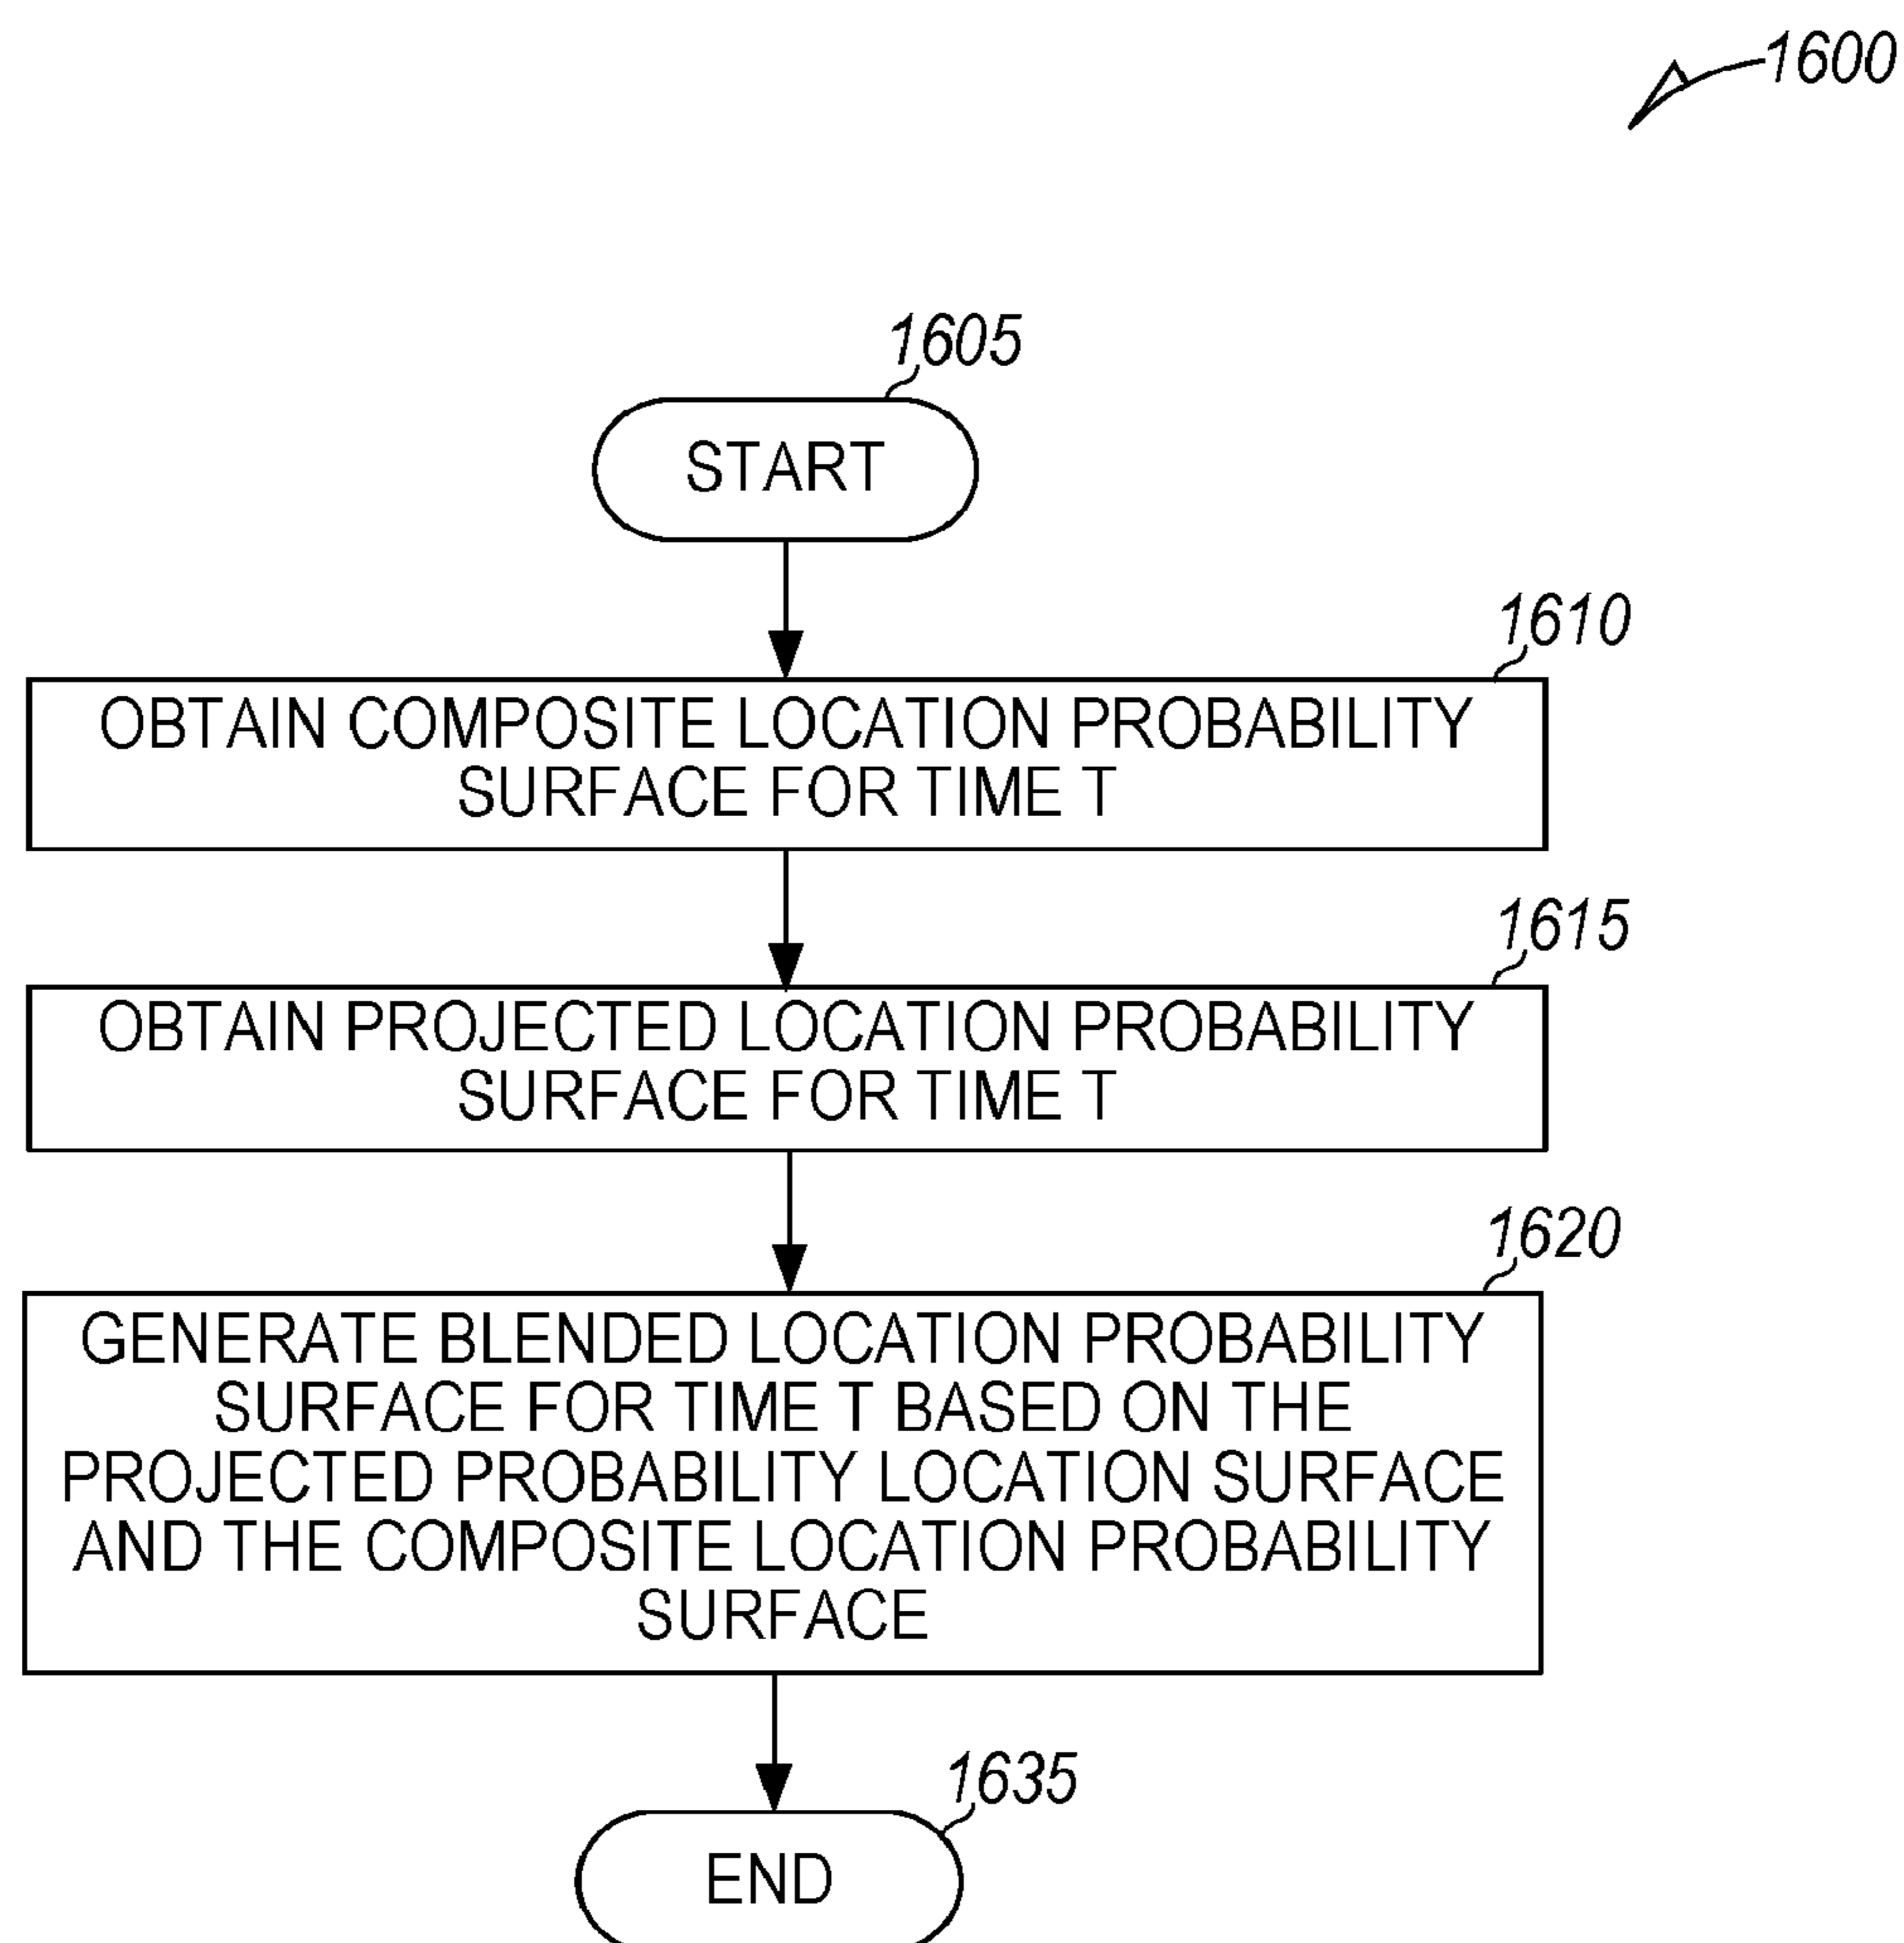 1600
1605
START
1610
OBTAIN COMPOSITE LOCATION PROBABILITY
SURFACE FOR TIME T
1615
OBTAIN PROJECTED LOCATION PROBABILITY
SURFACE FOR TIME T
1620
GENERATE BLENDED LOCATION PROBABILITY
SURFACE FOR TIME T BASED ON THE
PROJECTED PROBABILITY LOCATION SURFACE
AND THE COMPOSITE LOCATION PROBABILITY
SURFACE
1635
END